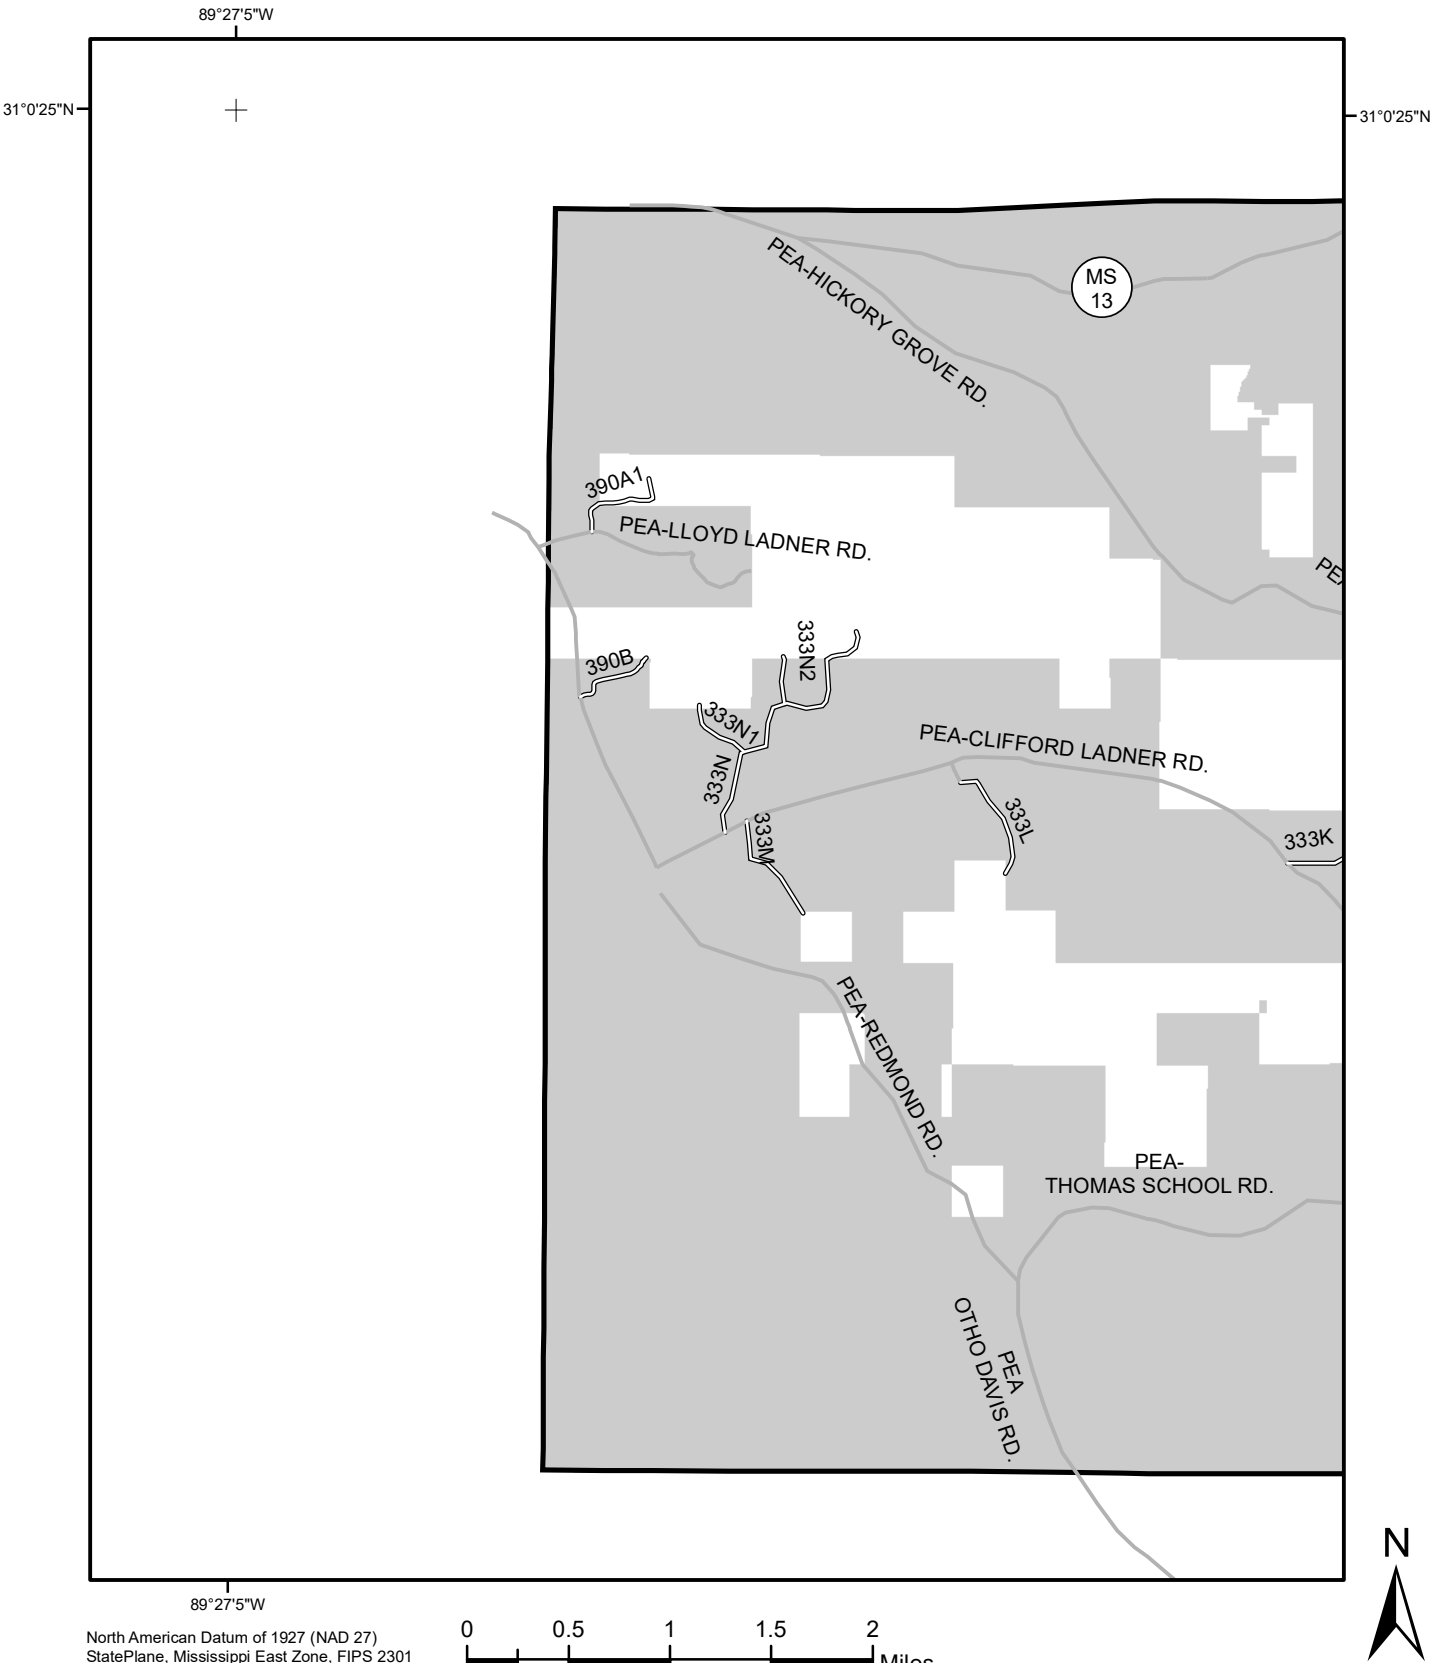 89°27'5"W
31°0'25"N
31°0'25"N
PEA-HICKORY GROVE RD.
MS
13
390A1
PEA-LLOYD LADNER RD.
PEA
390B
333N2
333N1
333N
PEA-CLIFFORD LADNER RD.
333M
333L
333K
PEA-REDMOND RD.
PEA-
THOMAS SCHOOL RD.
PEA
OTHO DAVIS RD.
N
89°27'5"W
North American Datum of 1927 (NAD 27)
StatePlane, Mississippi East Zone, FIPS 2301
0 0.5 1 1.5 2
Miles